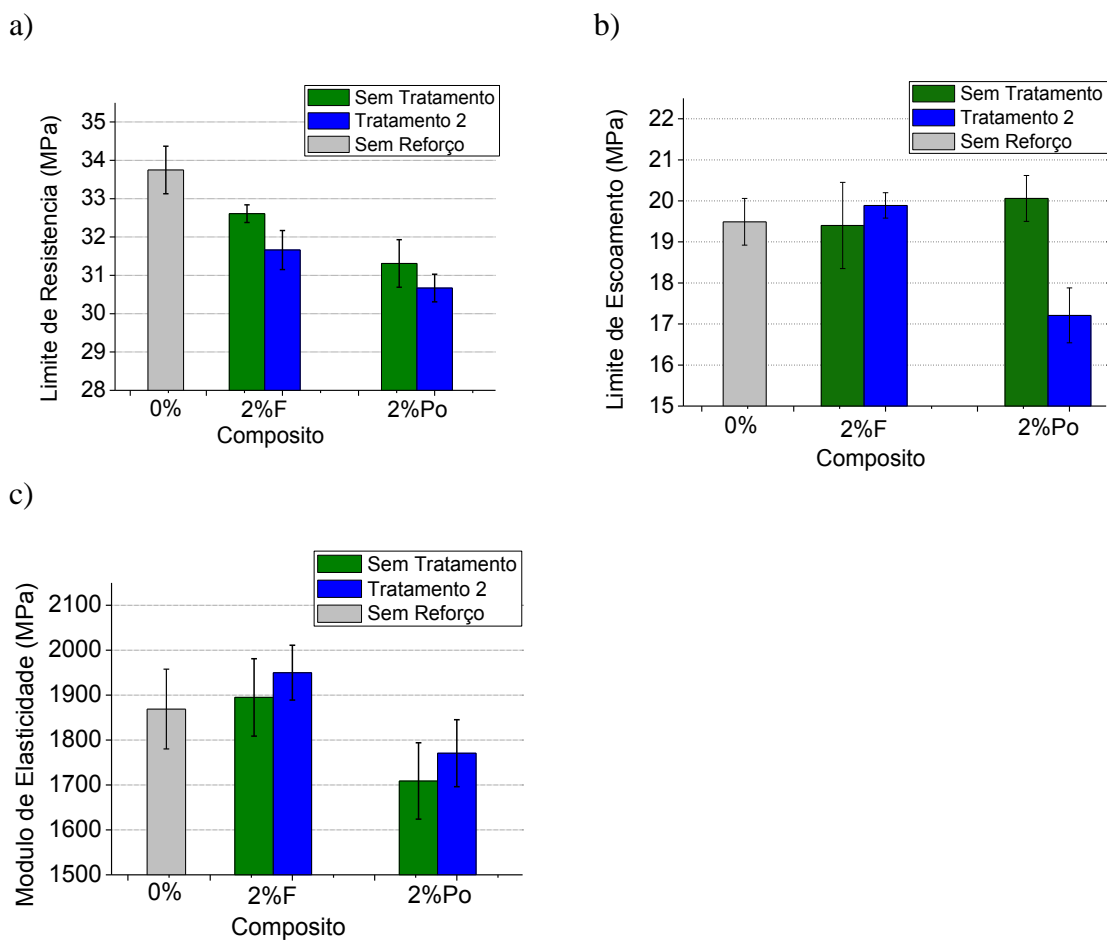 a)
Sem Tratamento
Tratamento 2
Sem Reforço
35
34
33
32
31
30
29
28
Limite de Resistencia (MPa)
0%
2%F
2%Po
Composito
b)
Sem Tratamento
Tratamento 2
Sem Reforço
22
21
20
19
18
17
16
15
Limite de Escoamento (MPa)
0%
2%F
2%Po
Composito
c)
Sem Tratamento
Tratamento 2
Sem Reforço
2100
2000
1900
1800
1700
1600
1500
Modulo de Elasticidade (MPa)
0%
2%F
2%Po
Composito